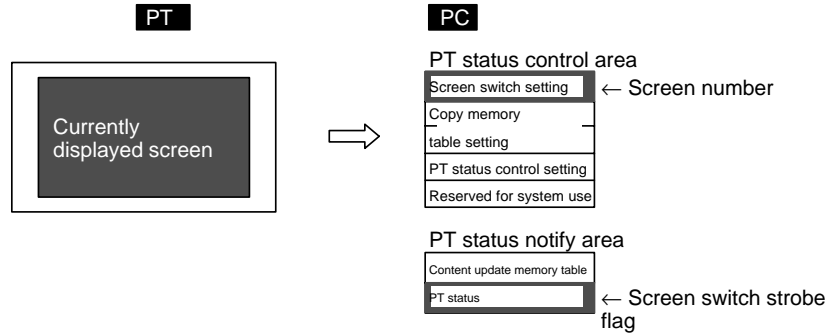 PT
PC
PT status control area
Screen switch setting
← Screen number
Copy memory
table setting
PT status control setting
Reserved for system use
Currently
displayed screen
PT status notify area
Content update memory table
PT status
← Screen switch strobe
flag